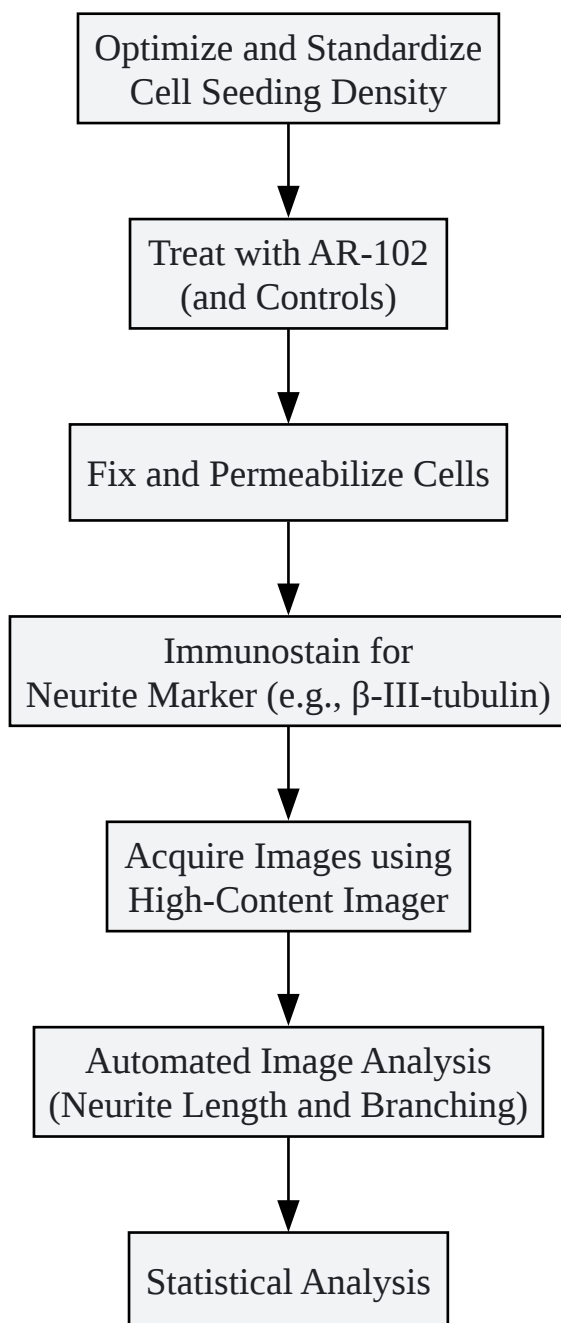 Optimize and Standardize
Cell Seeding Density
Treat with AR-102
(and Controls)
Fix and Permeabilize Cells
Immunostain for
Neurite Marker (e.g., β-III-tubulin)
Acquire Images using
High-Content Imager
Automated Image Analysis
(Neurite Length and Branching)
Statistical Analysis